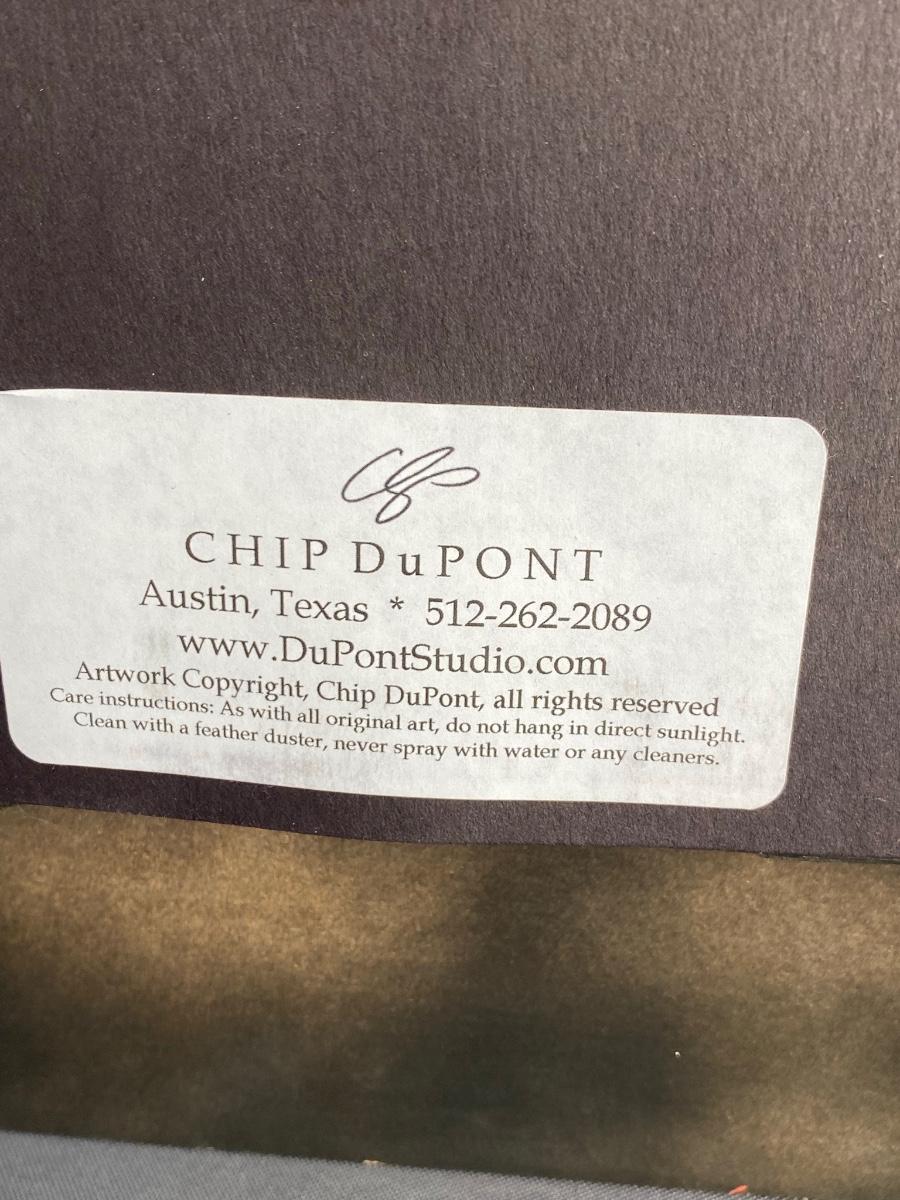 CHIP DuPONT
Austin, Texas * 512-262-2089
www.DuPontStudio.com
Artwork Copyright, Chip DuPont, all rights reserved
Care instructions: As with all original art, do not hang in direct sunlight.
Clean with a feather duster, never spray with water or any cleaners.